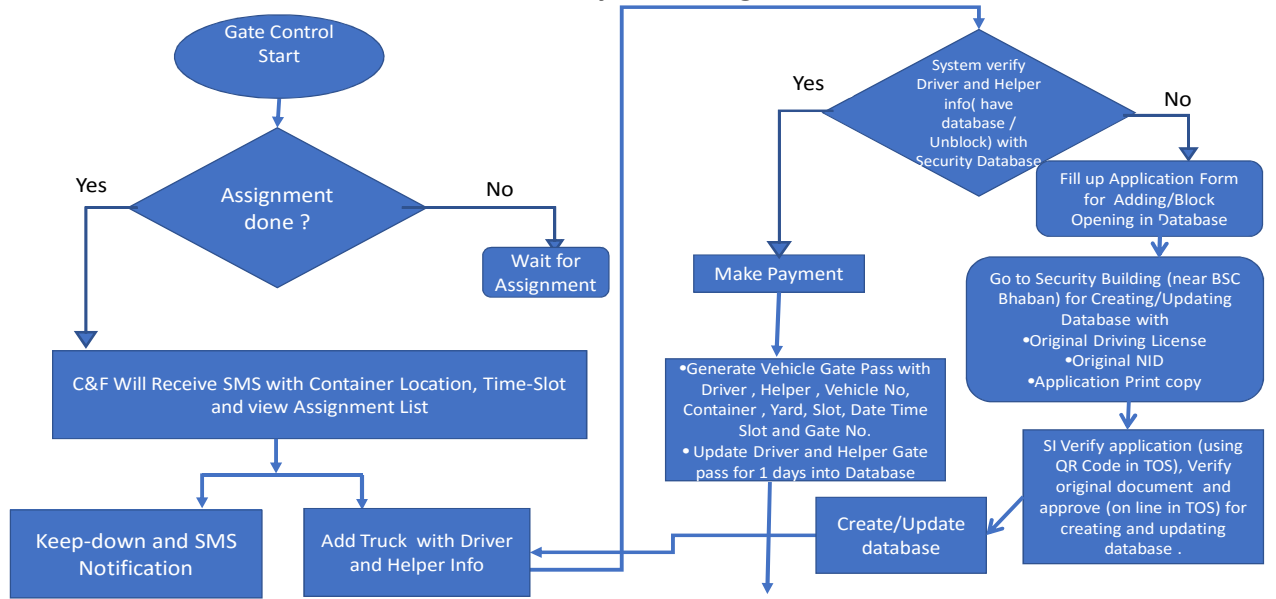 Gate Control
Start
Assignment
done ?
Yes
No
Wait for
Assignment
C&F Will Receive SMS with Container Location, Time-Slot
and view Assignment List
Keep-down and SMS
Notification
Add Truck with Driver
and Helper Info
System verify
Driver and Helper
info( have
database /
Unblock) with
Security Database
Yes
No
Make Payment
•Generate Vehicle Gate Pass with
Driver , Helper , Vehicle No,
Container , Yard, Slot, Date Time
Slot and Gate No.
• Update Driver and Helper Gate
pass for 1 days into Database
Fill up Application Form
for Adding/Block
Opening in Database
Go to Security Building (near BSC
Bhaban) for Creating/Updating
Database with
•Original Driving License
•Original NID
•Application Print copy
SI Verify application (using
QR Code in TOS), Verify
original document and
approve (on line in TOS) for
creating and updating
database .
Create/Update
database